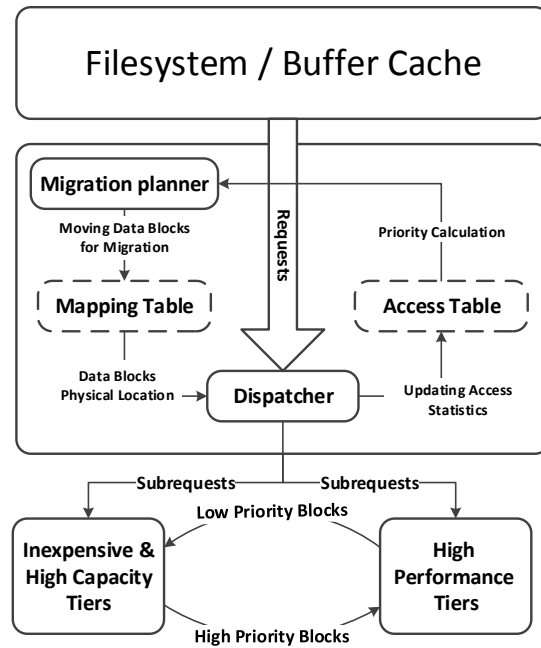 Filesystem / Buffer Cache
Migration planner
Moving Data Blocks
for Migration
Requests
Priority Calculation
Mapping Table
Access Table
Data Blocks
Physical Location
Dispatcher
Updating Access
Statistics
Subrequests
Subrequests
Low Priority Blocks
Inexpensive &
High Capacity
Tiers
High
Performance
Tiers
High Priority Blocks